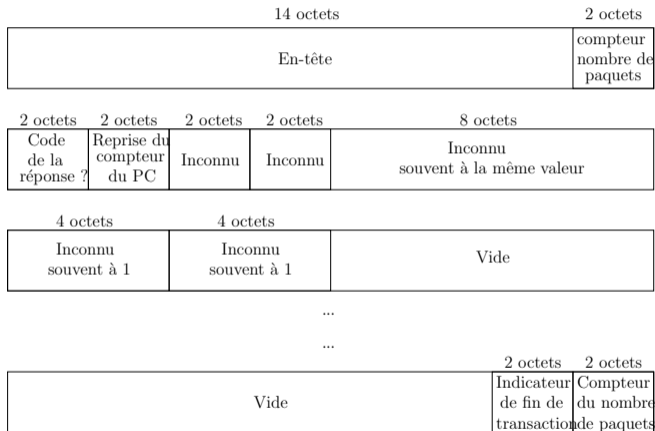 14 octets 2 octets
En-tête
compteur
nombre de
paquets
2 octets 2 octets 2 octets 2 octets 8 octets
Code
de la
réponse ?
Reprise du
compteur
du PC
Inconnu
Inconnu
Inconnu
souvent à la même valeur
4 octets 4 octets
Inconnu
souvent à 1
Inconnu
souvent à 1
Vide
...
...
2 octets 2 octets
Vide
Indicateur
de fin de
transaction
Compteur
du nombre
de paquets